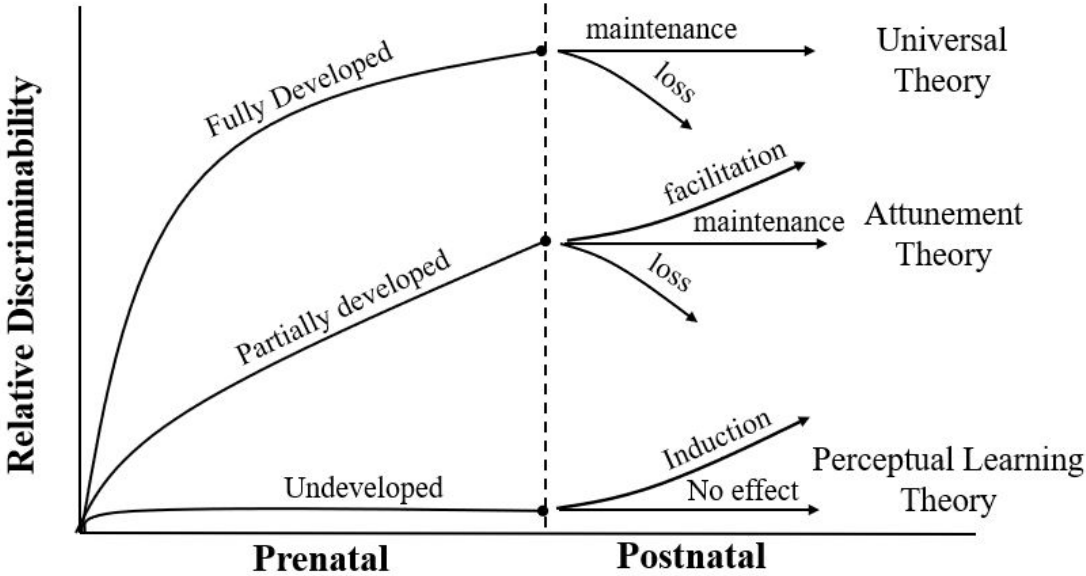 Relative Discriminability
Fully Developed
maintenance
loss
Universal
Theory
Partially developed
facilitation
maintenance
loss
Attunement
Theory
Undeveloped
Induction
No effect
Perceptual Learning
Theory
Prenatal
Postnatal